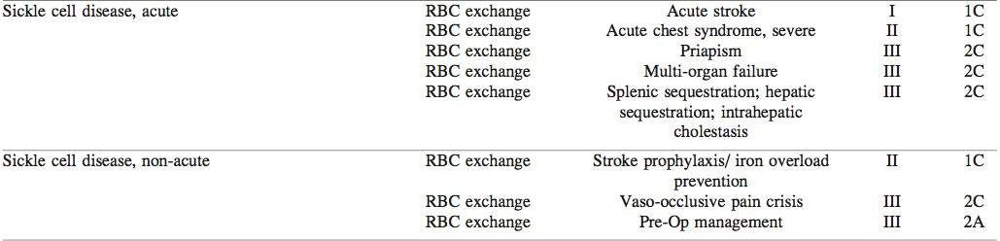 Sickle cell disease, acute RBC exchange Acute stroke I 1C
RBC exchange Acute chest syndrome, severe II 1C
RBC exchange Priapism III 2C
RBC exchange Multi-organ failure III 2C
RBC exchange Splenic sequestration; hepatic III 2C
sequestration; intrahepatic
cholestasis
Sickle cell disease, non-acute RBC exchange Stroke prophylaxis/ iron overload II 1C
prevention
RBC exchange Vaso-occlusive pain crisis III 2C
RBC exchange Pre-Op management III 2A